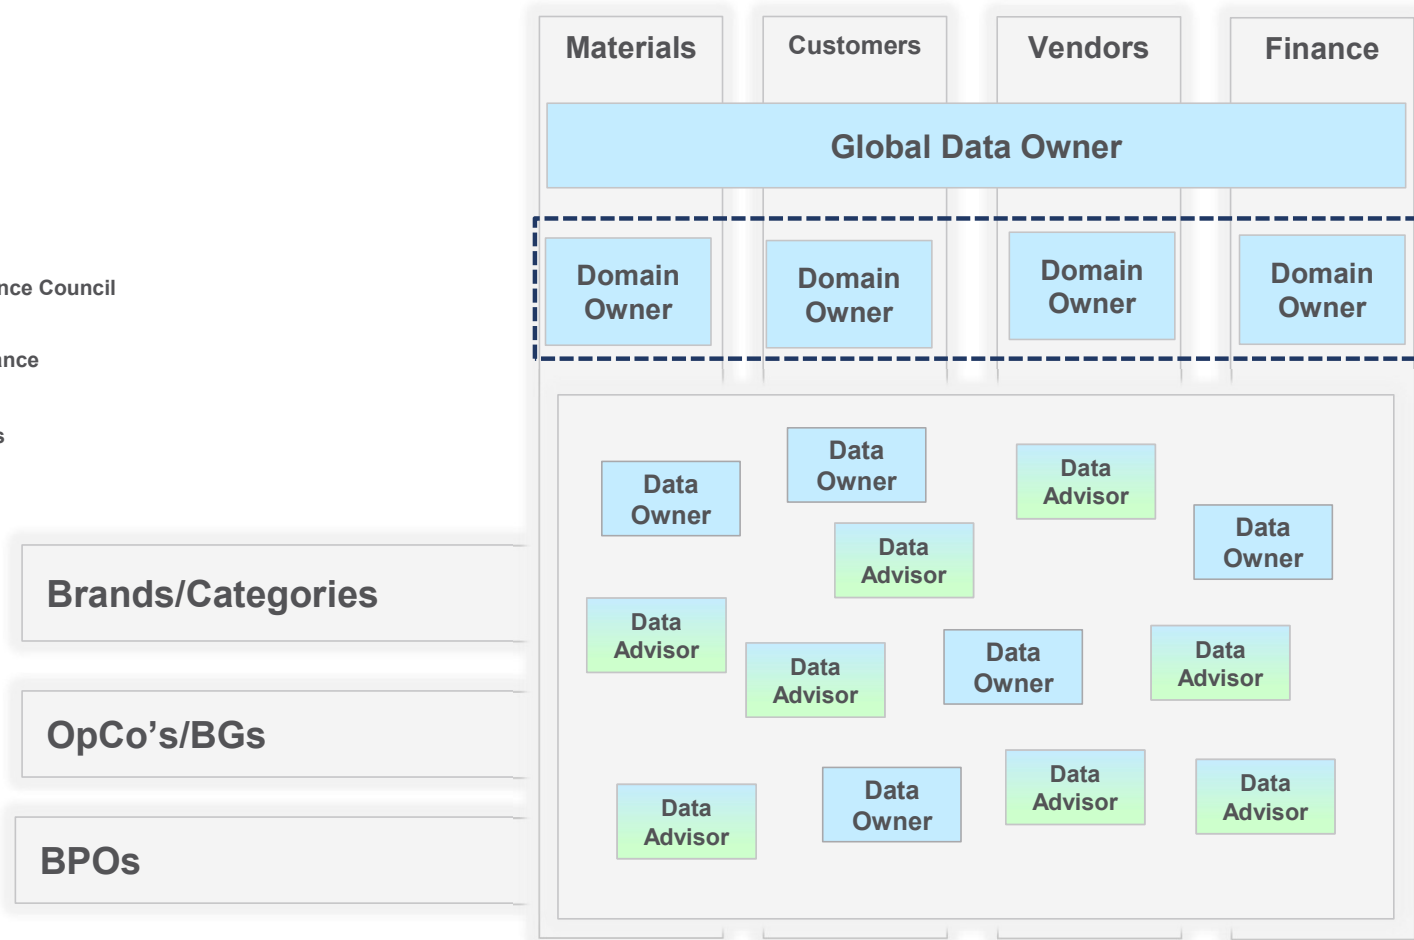 Materials
Customers
Vendors
Finance
Global Data Owner
Domain
Owner
Domain
Owner
Domain
Owner
Domain
Owner
nce Council
ance
s
Data
Owner
Data
Owner
Data
Advisor
Data
Owner
Data
Advisor
Brands/Categories
Data
Advisor
Data
Advisor
Data
Owner
Data
Advisor
OpCo’s/BGs
Data
Advisor
Data
Owner
Data
Advisor
Data
Advisor
BPOs